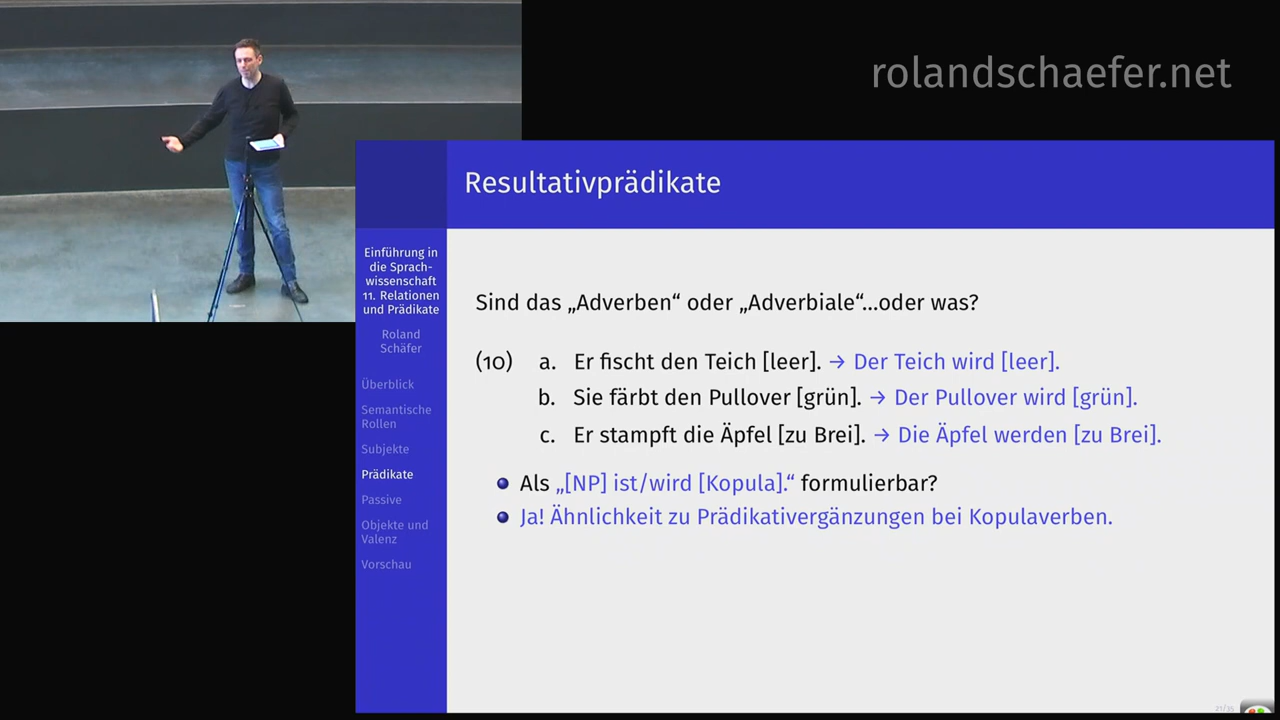 rolandschaefer.net
Resultativprädikate
Einführung in
die Sprach-
wissenschaft
11. Relationen
und Prädikate
Roland
Schäfer
Überblick
Semantische
Rollen
Subjekte
Prädikate
Passive
Objekte und
Valenz
Vorschau
Sind das „Adverben“ oder „Adverbiale“...oder was?
(10) a. Er fischt den Teich [leer]. → Der Teich wird [leer].
b. Sie färbt den Pullover [grün]. → Der Pullover wird [grün].
c. Er stampft die Äpfel [zu Brei]. → Die Äpfel werden [zu Brei].
Als „[NP] ist/wird [Kopula].“ formulierbar?
Ja! Ähnlichkeit zu Prädikativergänzungen bei Kopulaverben.